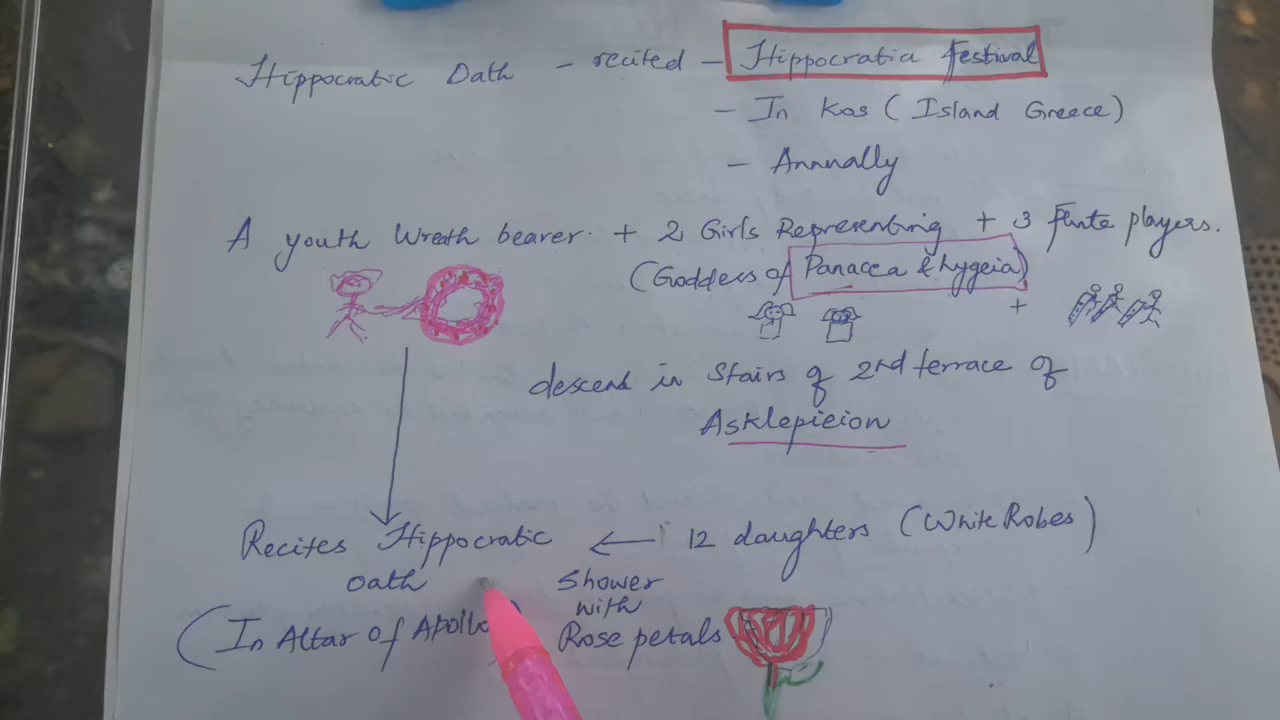 Hippocratic Oath - recited - Hippocratia Festival
- In Kos (Island Greece)
- Annually
A youth Wreath bearer. + 2 Girls Representing + 3 flute players.
(Goddess of Panacea & hygeia)
+
descend in Stairs of 2nd terrace of
Asklepieion
Recites Hippocratic ← 12 daughters (White Robes)
Oath
Shower
with
Rose petals
(In Altar Of Apollo)